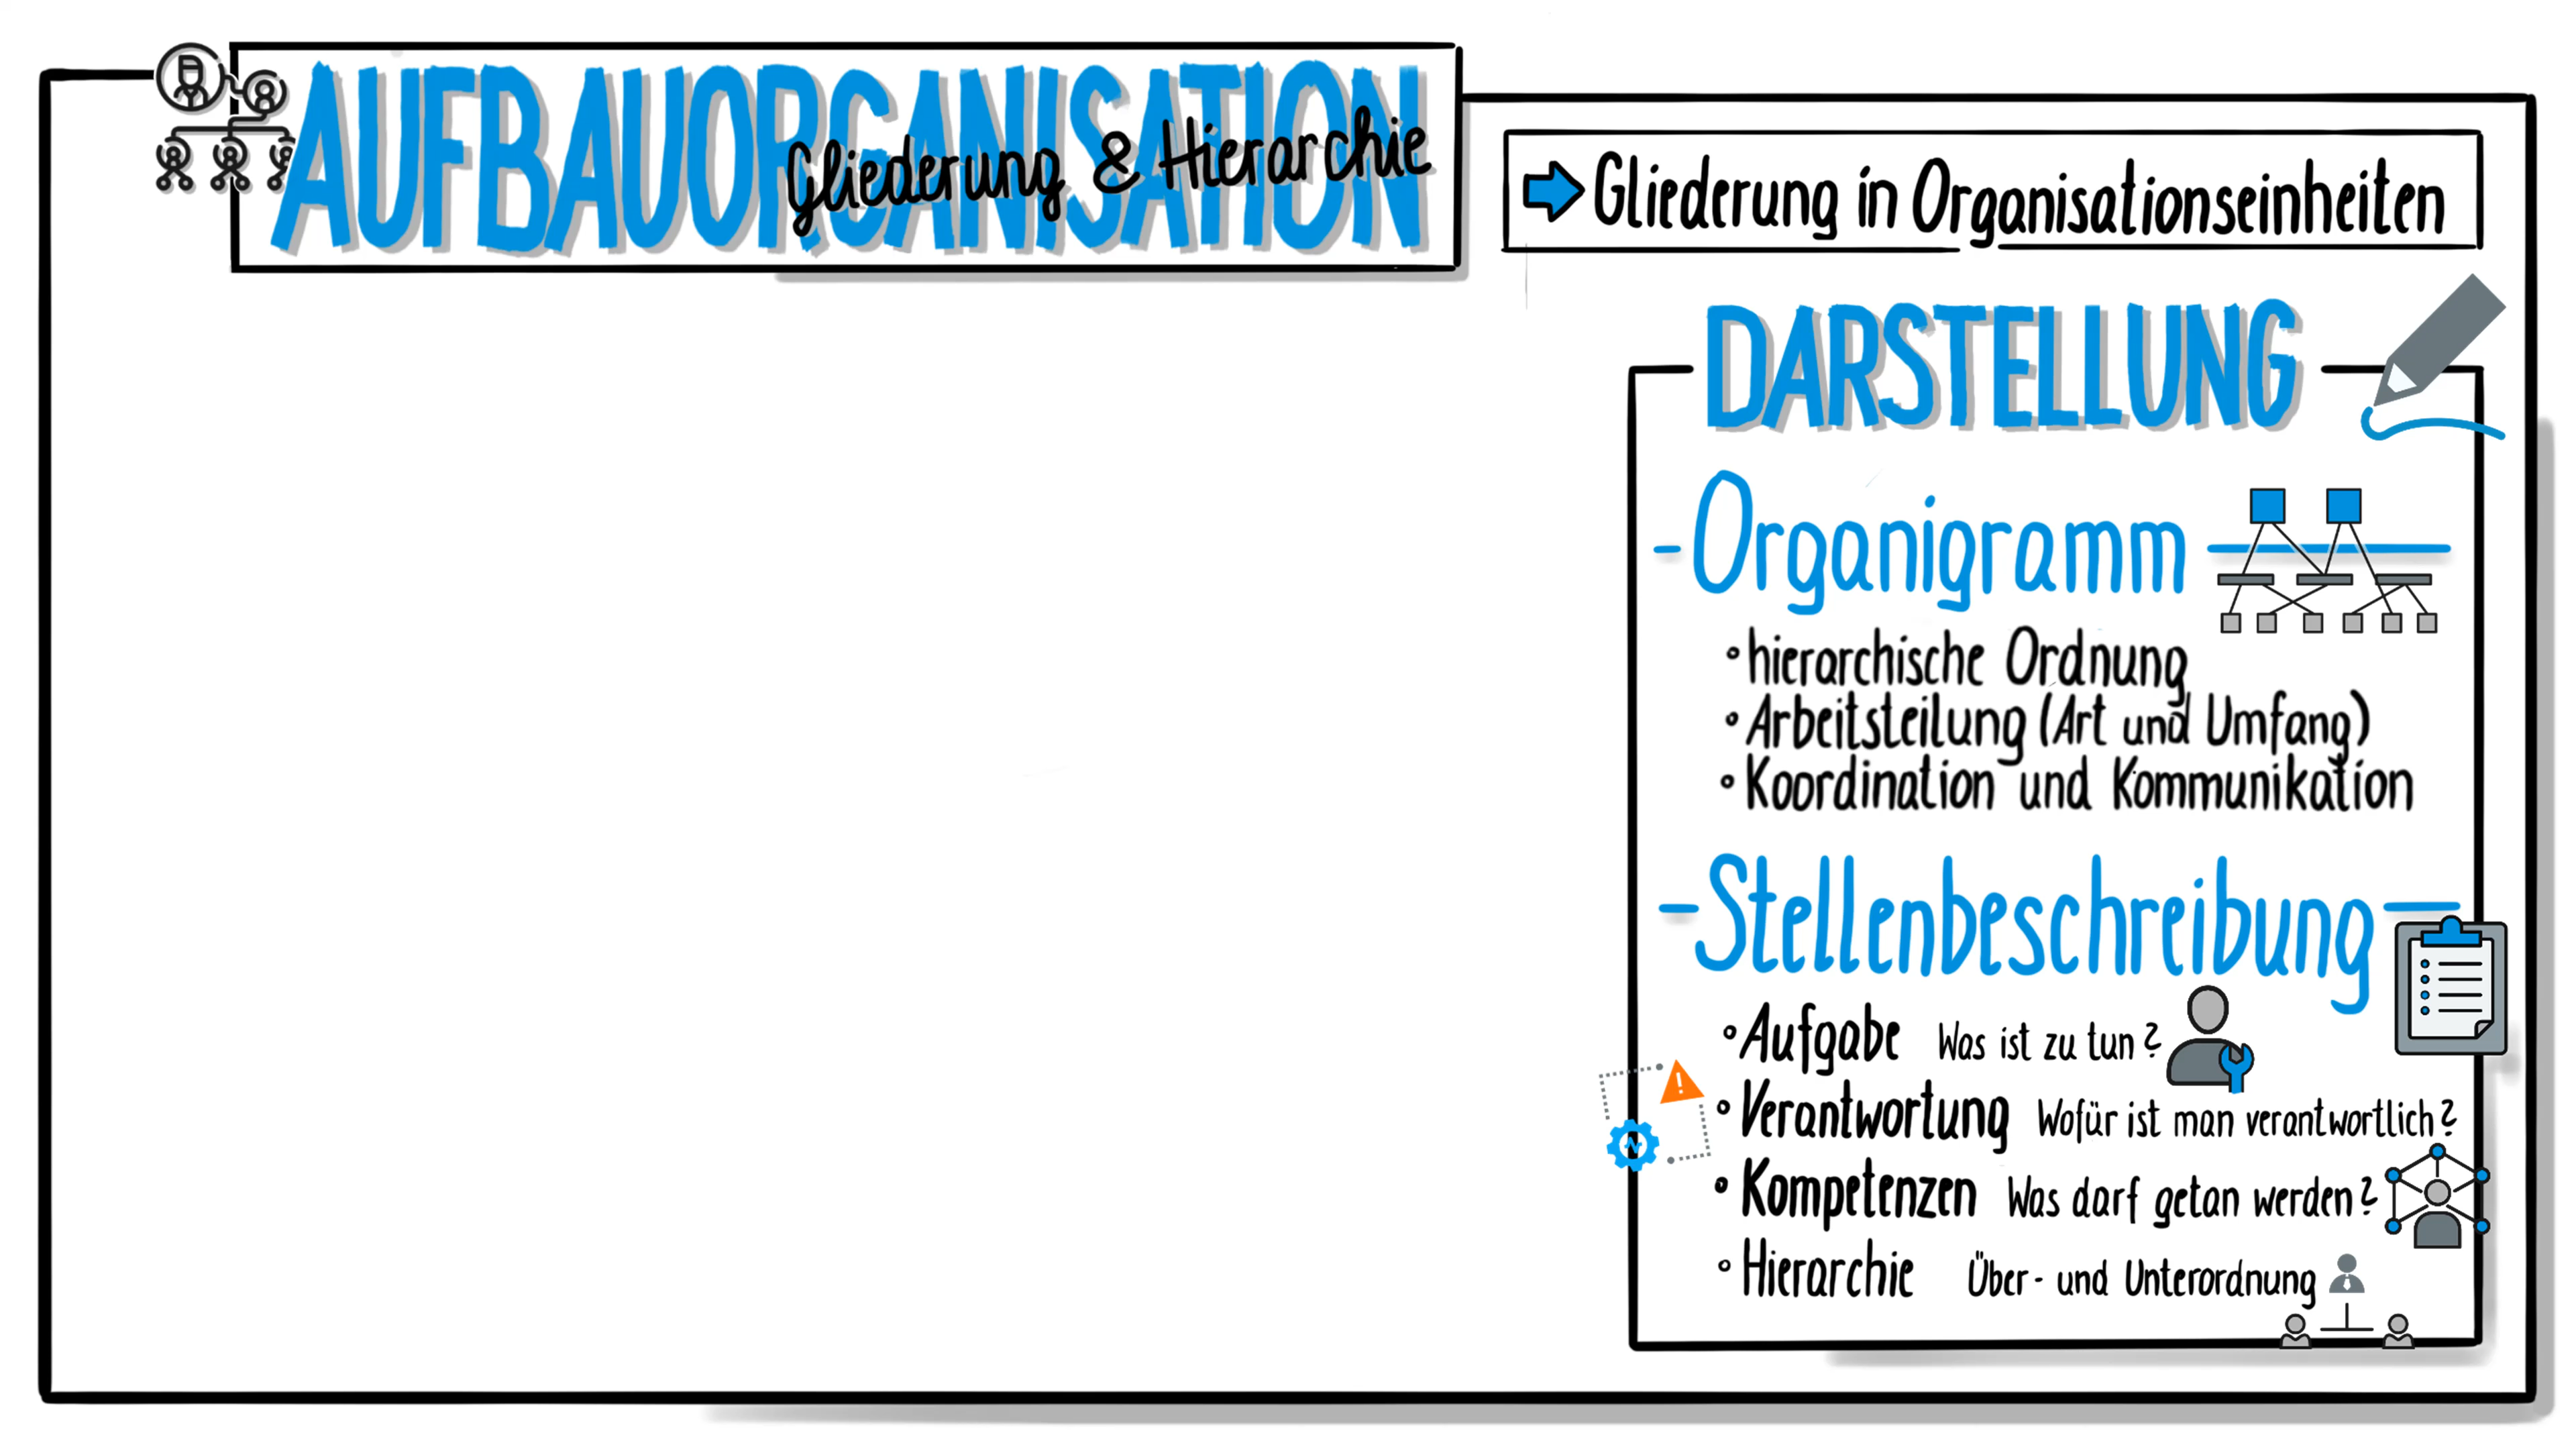 AUFBAUORGANISATION
Gliederung & Hierarchie
Gliederung in Organisationseinheiten
DARSTELLUNG
- Organigramm
• hierarchische Ordnung
• Arbeitsteilung (Art und Umfang)
• Koordination und Kommunikation
- Stellenbeschreibung -
• Aufgabe Was ist zu tun?
• Verantwortung Wofür ist man verantwortlich?
• Kompetenzen Was darf getan werden?
• Hierarchie Über- und Unterordnung